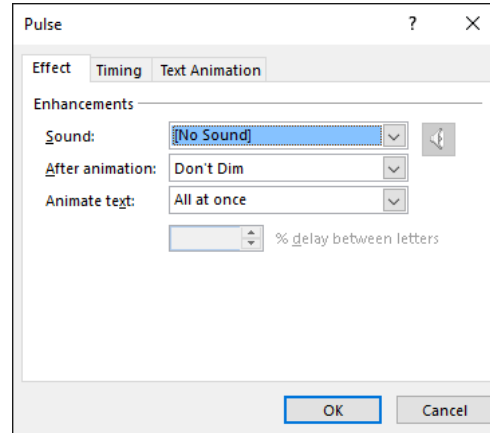 Pulse ?
Effect Timing Text Animation
Enhancements
Sound: [No Sound]
After animation: Don't Dim
Animate text: All at once
% delay between letters
OK Cancel